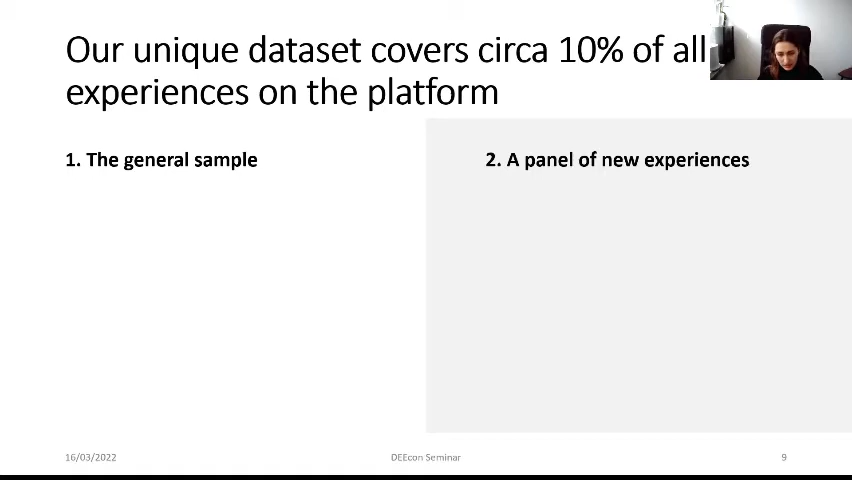 Our unique dataset covers circa 10% of all
experiences on the platform
1. The general sample
2. A panel of new experiences
16/03/2022
DEEcon Seminar
9